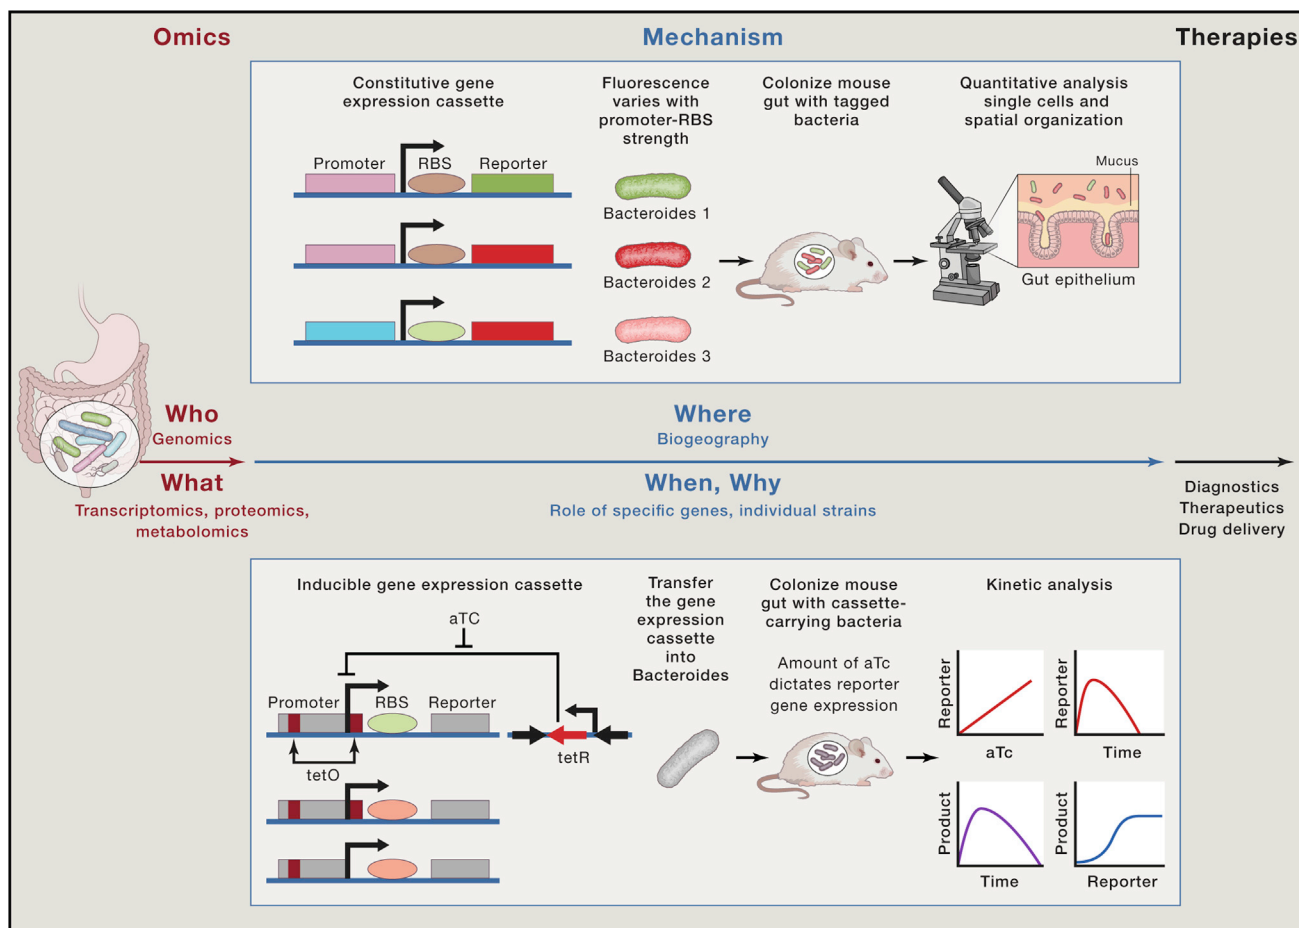 Omics
Mechanism
Therapies
Constitutive gene
expression cassette
Fluorescence
varies with
promoter-RBS
strength
Colonize mouse
gut with tagged
bacteria
Quantitative analysis
single cells and
spatial organization
Promoter
RBS
Reporter
Bacteroides 1
Bacteroides 2
Bacteroides 3
Mucus
Gut epithelium
Who
Genomics
What
Transcriptomics, proteomics,
metabolomics
Where
Biogeography
When, Why
Role of specific genes, individual strains
Diagnostics
Therapeutics
Drug delivery
Inducible gene expression cassette
aTC
Promoter
RBS
Reporter
tetO
tetR
Transfer
the gene
expression
cassette
into
Bacteroides
Colonize mouse
gut with cassette-
carrying bacteria
Amount of aTc
dictates reporter
gene expression
Kinetic analysis
Reporter
aTc
Reporter
Time
Product
Time
Product
Reporter